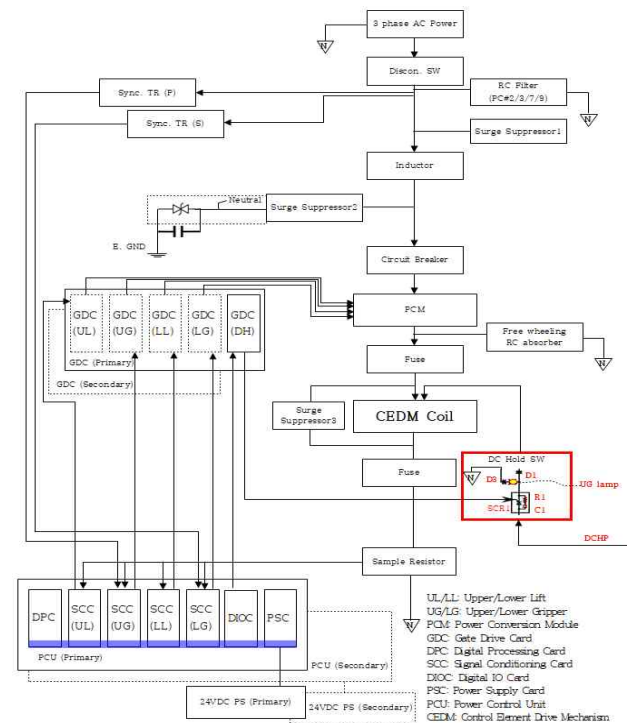 3 phase AC Power
N
Discon. SW
Sync. TR (P)
RC Filter
(PC#2/3/7/9)
N
Sync. TR (S)
Surge Suppressor1
Inductor
Neutral
Surge Suppressor2
E. GND
Circuit Breaker
GDC
(UL)
GDC
(UG)
GDC
(LL)
GDC
(LG)
GDC
(DH)
PCM
Free wheeling
RC absorber
N
GDC (Primary)
GDC (Secondary)
Fuse
Surge
Suppressor3
CEDM Coil
DC Hold SW
N
D3
D1
UG lamp
R1
SCR1
C1
Fuse
DCHP
Sample Resistor
N
DPC
SCC
(UL)
SCC
(UG)
SCC
(LL)
SCC
(LG)
DIOC
PSC
PCU (Primary)
PCU (Secondary)
24VDC PS (Primary)
24VDC PS (Secondary)
UL/LL: Upper/Lower Lift
UG/LG: Upper/Lower Gripper
PCM: Power Conversion Module
GDC: Gate Drive Card
DPC: Digital Processing Card
SCC: Signal Conditioning Card
DIOC: Digital IO Card
PSC: Power Supply Card
PCU: Power Control Unit
CEDM: Control Element Drive Mechanism